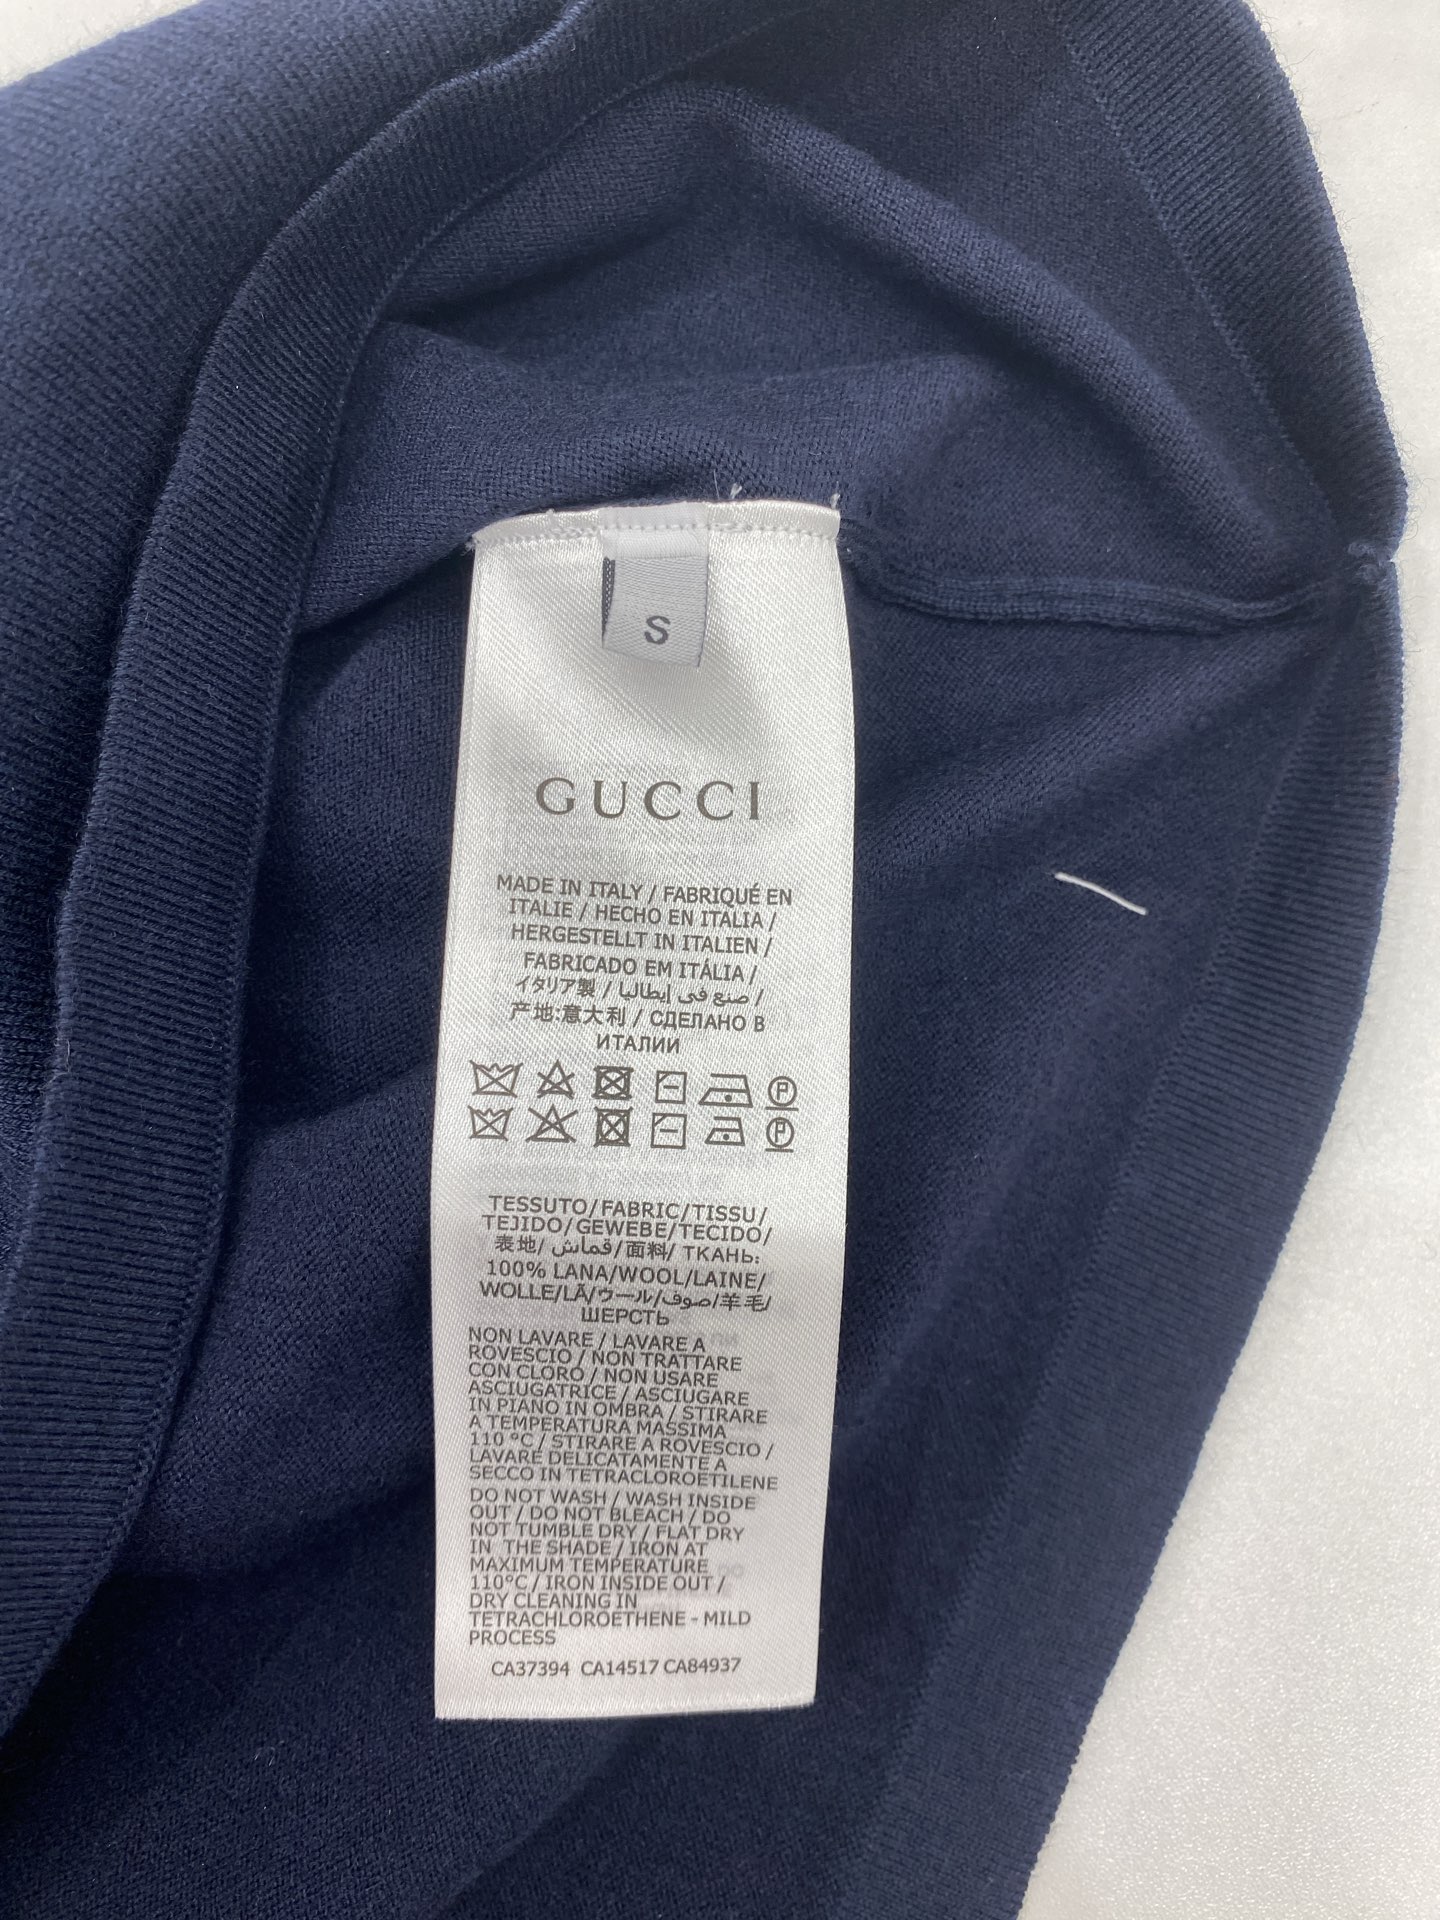 S
GUCCI
MADE IN ITALY / FABRIQUÉ EN
ITALIE / HECHO EN ITALIA /
HERGESTELLT IN ITALIEN /
FABRICADO EM ITÁLIA /
イタリア製 / صنع في إيطاليا /
产地:意大利 / СДЕЛАНО В
ИТАЛИИ
P
P
TESSUTO/FABRIC/TISSU/
TEJIDO/GEWEBE/TECIDO/
表地/ قماش/面料/ ТКАНЬ:
100% LANA/WOOL/LAINE/
WOLLE/LÃ/ウール/صوف/羊毛/
ШЕРСТЬ
NON LAVARE / LAVARE A
ROVESCIO / NON TRATTARE
CON CLORO / NON USARE
ASCIUGATRICE / ASCIUGARE
IN PIANO IN OMBRA / STIRARE
A TEMPERATURA MASSIMA
110 °C / STIRARE A ROVESCIO /
LAVARE DELICATAMENTE A
SECCO IN TETRACLOROETILENE
DO NOT WASH / WASH INSIDE
OUT / DO NOT BLEACH / DO
NOT TUMBLE DRY / FLAT DRY
IN THE SHADE / IRON AT
MAXIMUM TEMPERATURE
110°C / IRON INSIDE OUT /
DRY CLEANING IN
TETRACHLOROETHENE - MILD
PROCESS
CA37394 CA14517 CA84937